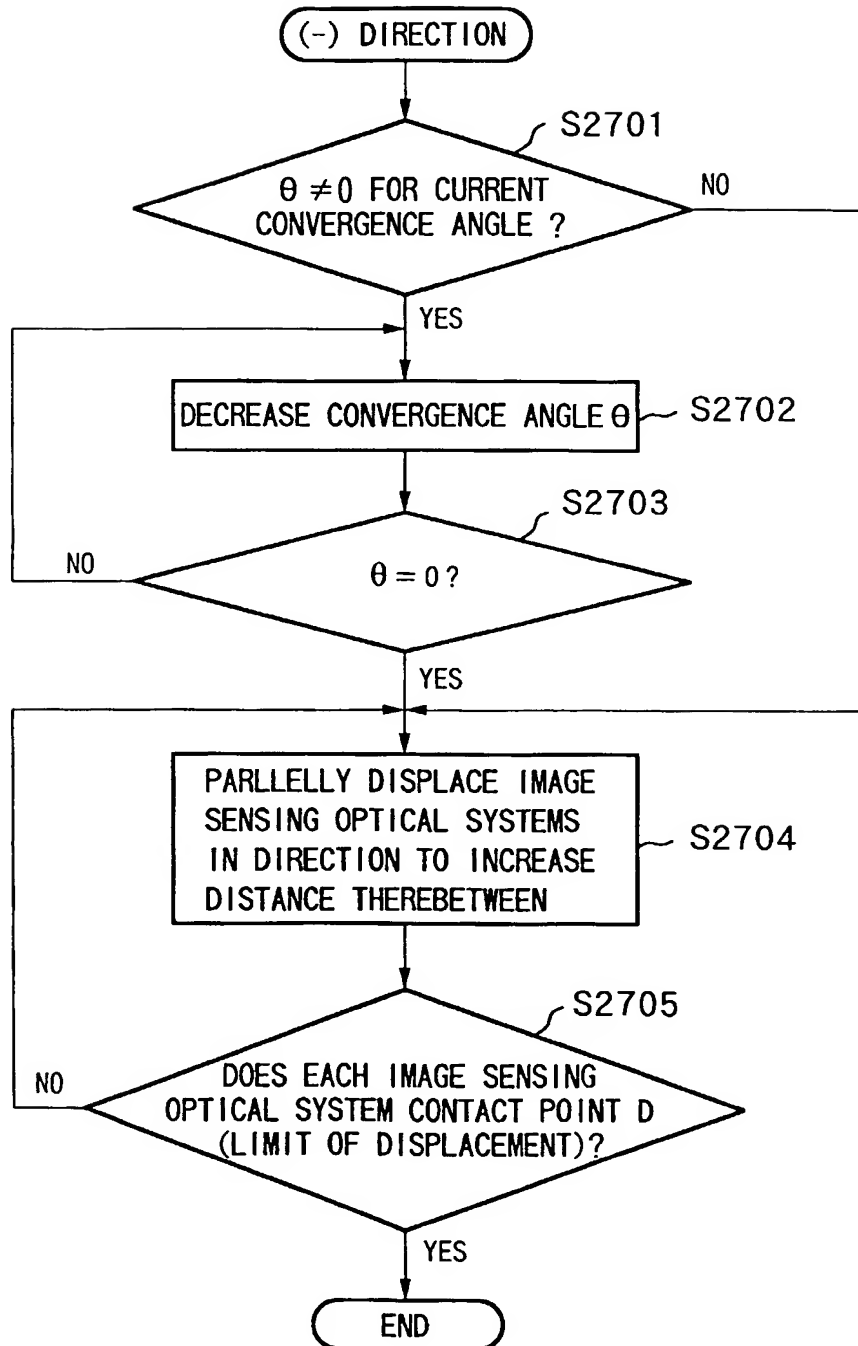 (-) DIRECTION
S2701
θ ≠0 FOR CURRENT
CONVERGENCE ANGLE ?
NO
YES
DECREASE CONVERGENCE ANGLE θ
S2702
S2703
θ = 0 ?
NO
YES
PARLLELLY DISPLACE IMAGE
SENSING OPTICAL SYSTEMS
IN DIRECTION TO INCREASE
DISTANCE THEREBETWEEN
S2704
S2705
DOES EACH IMAGE SENSING
OPTICAL SYSTEM CONTACT POINT D
(LIMIT OF DISPLACEMENT)?
NO
YES
END